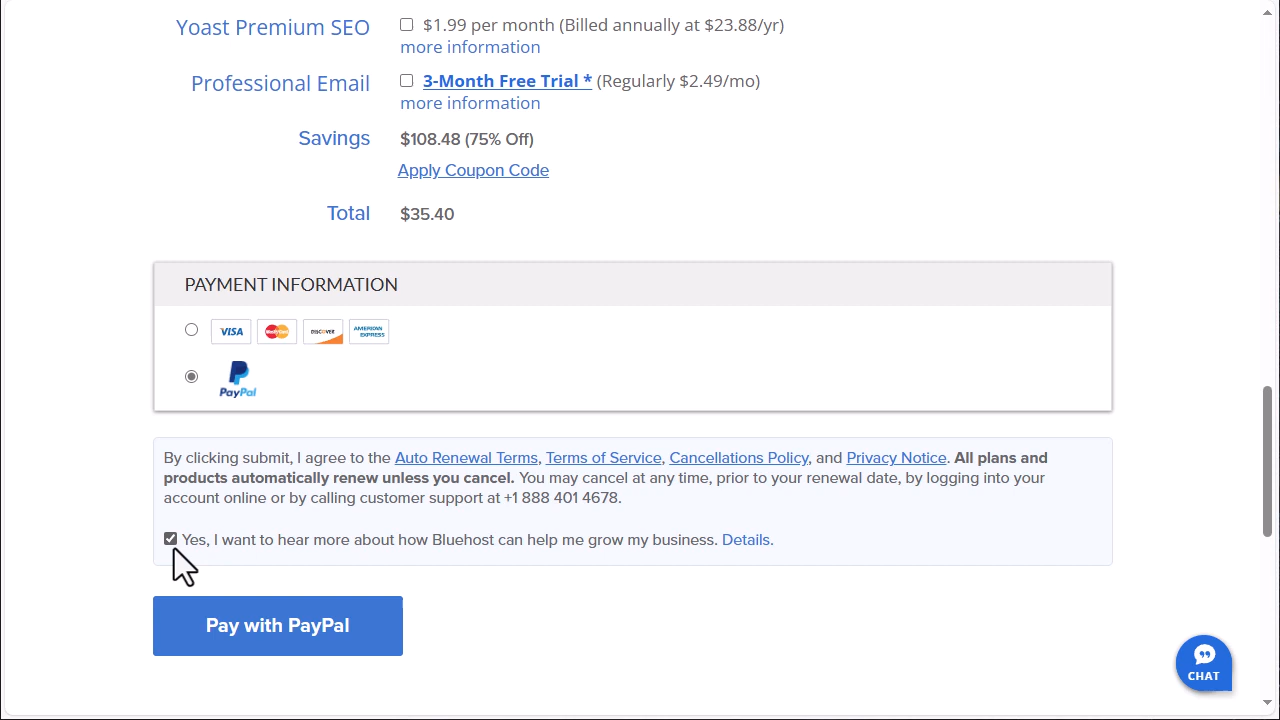 Yoast Premium SEO
$1.99 per month (Billed annually at $23.88/yr)
more information
Professional Email
3-Month Free Trial * (Regularly $2.49/mo)
more information
Savings
$108.48 (75% Off)
Apply Coupon Code
Total
$35.40
PAYMENT INFORMATION
VISA MasterCard DISCOVER AMERICAN EXPRESS
PayPal
By clicking submit, I agree to the Auto Renewal Terms, Terms of Service, Cancellations Policy, and Privacy Notice. All plans and
products automatically renew unless you cancel. You may cancel at any time, prior to your renewal date, by logging into your
account online or by calling customer support at +1 888 401 4678.
Yes, I want to hear more about how Bluehost can help me grow my business. Details.
Pay with PayPal
CHAT